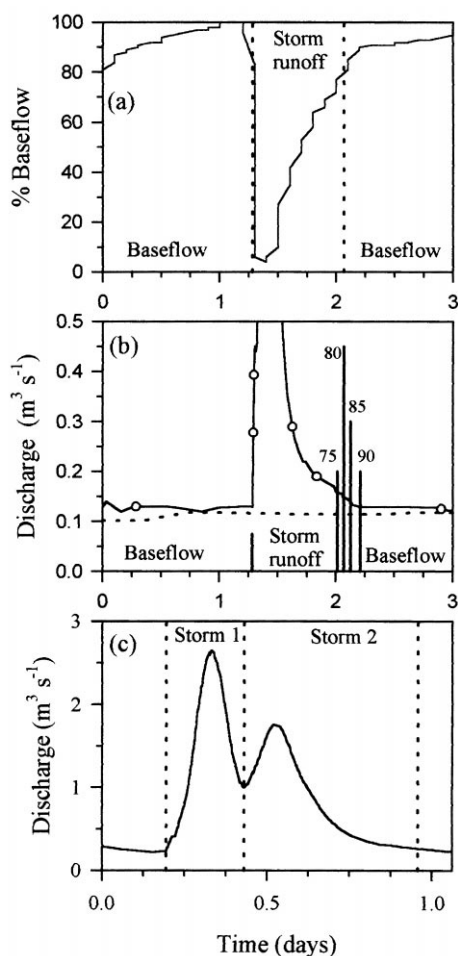 100
80
60
40
20
0
% Baseflow
(a)
Storm
runoff
Baseflow
Baseflow
0
1
2
3
0.5
0.4
0.3
0.2
0.1
0.0
Discharge (m³ s⁻¹)
(b)
80
85
75
90
Baseflow
Storm
runoff
Baseflow
0
1
2
3
3
2
1
0
Discharge (m³ s⁻¹)
(c)
Storm 1
Storm 2
0.0
0.5
1.0
Time (days)